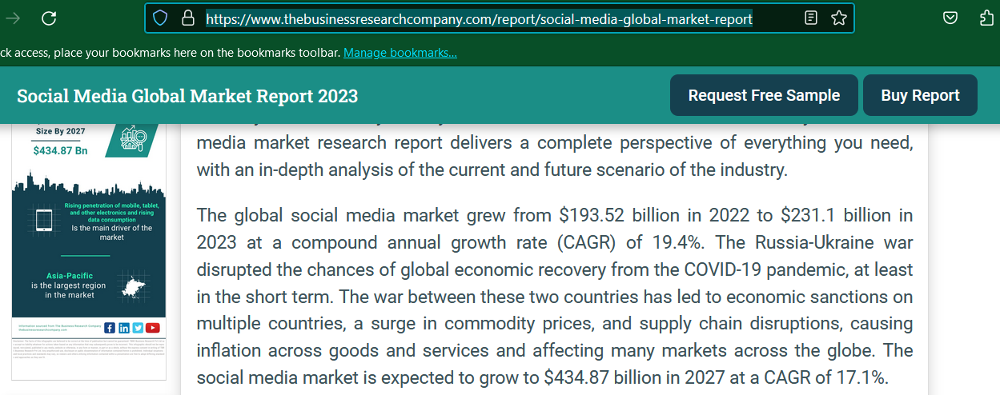 https://www.thebusinessresearchcompany.com/report/social-media-global-market-report
ck access, place your bookmarks here on the bookmarks toolbar. Manage bookmarks...
Social Media Global Market Report 2023
Request Free Sample
Buy Report
Size By 2027
$434.87 Bn
Rising penetration of mobile, tablet,
and other electronics and rising
data consumption
Is the main driver of the
market
Asia-Pacific
is the largest region
in the market
Information sourced from The Business Research Company
thebusinessresearchcompany.com
media market research report delivers a complete perspective of everything you need,
with an in-depth analysis of the current and future scenario of the industry.
The global social media market grew from $193.52 billion in 2022 to $231.1 billion in
2023 at a compound annual growth rate (CAGR) of 19.4%. The Russia-Ukraine war
disrupted the chances of global economic recovery from the COVID-19 pandemic, at least
in the short term. The war between these two countries has led to economic sanctions on
multiple countries, a surge in commodity prices, and supply chain disruptions, causing
inflation across goods and services and affecting many markets across the globe. The
social media market is expected to grow to $434.87 billion in 2027 at a CAGR of 17.1%.